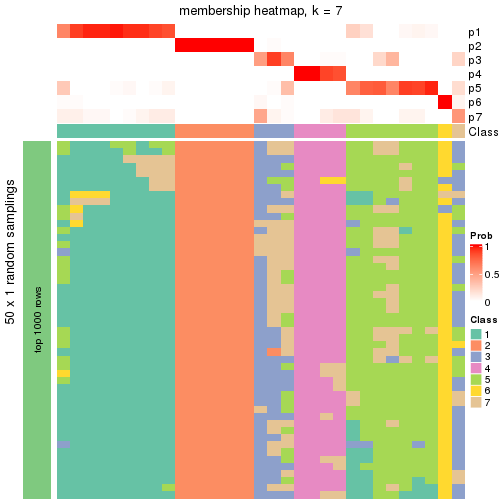 membership heatmap, k = 7
p1
p2
p3
p4
p5
p6
p7
Class
50 x 1 random samplings
top 1000 rows
Prob
1
0.5
0
Class
1
2
3
4
5
6
7